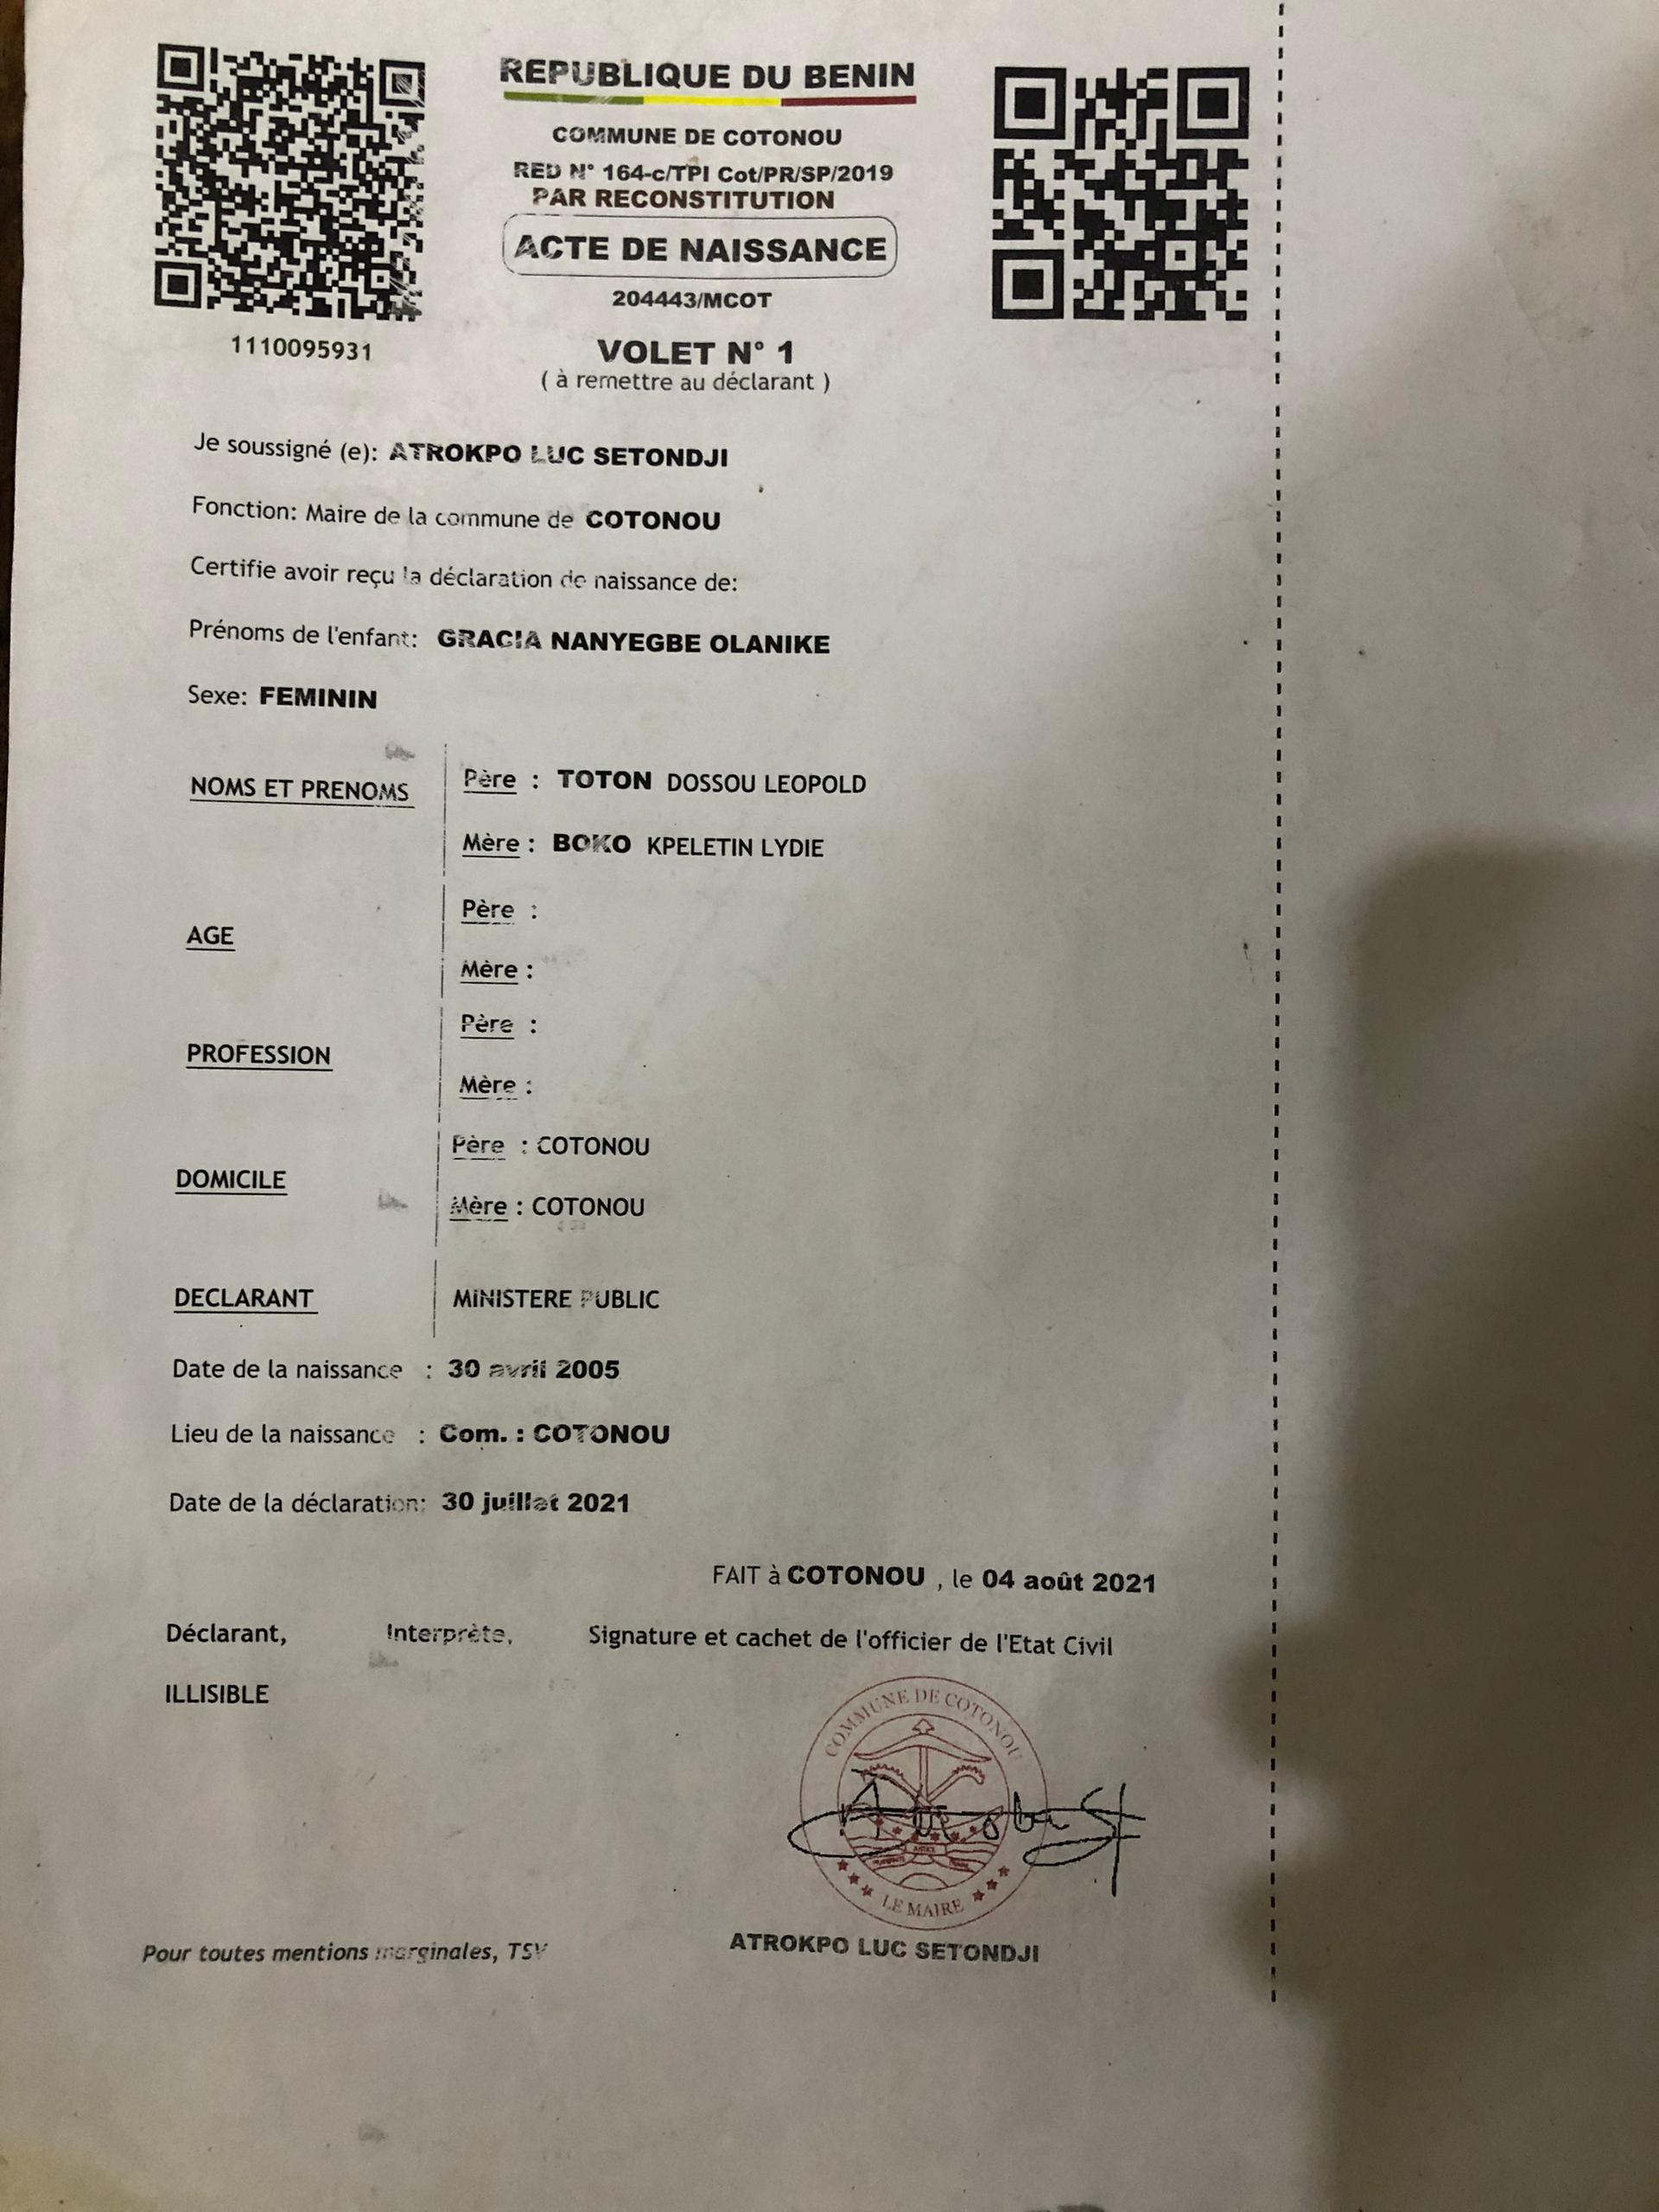 REPUBLIQUE DU BENIN
COMMUNE DE COTONOU
RED N° 164-c/TPI Cot/PR/SP/2019
PAR RECONSTITUTION
ACTE DE NAISSANCE
204443/MCOT
1110095931
VOLET N° 1
( à remettre au déclarant )
Je soussigné (e): ATROKPO LUC SETONDJI
Fonction: Maire de la commune de COTONOU
Certifie avoir reçu la déclaration de naissance de:
Prénoms de l'enfant: GRACIA NANYEGBE OLANIKE
Sexe: FEMININ
NOMS ET PRENOMS
Père : TOTON DOSSOU LEOPOLD
Mère : BOKO KPELETIN LYDIE
AGE
Père :
Mère :
PROFESSION
Père :
Mère :
DOMICILE
Père : COTONOU
Mère : COTONOU
DECLARANT MINISTERE PUBLIC
Date de la naissance : 30 avril 2005
Lieu de la naissance : Com. : COTONOU
Date de la déclaration: 30 juillet 2021
FAIT à COTONOU , le 04 août 2021
Déclarant, Interprète, Signature et cachet de l'officier de l'Etat Civil
ILLISIBLE
COMMUNE DE COTONOU
LE MAIRE
ATROKPO LUC SETONDJI
Pour toutes mentions marginales, TSV